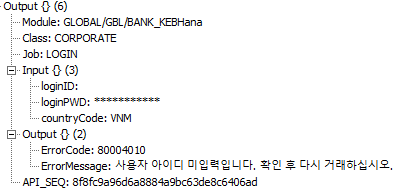 Output {} (6)
Module: GLOBAL/GBL/BANK_KEBHana
Class: CORPORATE
Job: LOGIN
Input {} (3)
loginID:
loginPWD: ***********
countryCode: VNM
Output {} (2)
ErrorCode: 80004010
ErrorMessage: 사용자 아이디 미입력입니다. 확인 후 다시 거래하십시오.
API_SEQ: 8f8fc9a96d6a8884a9bc63de8c6406ad